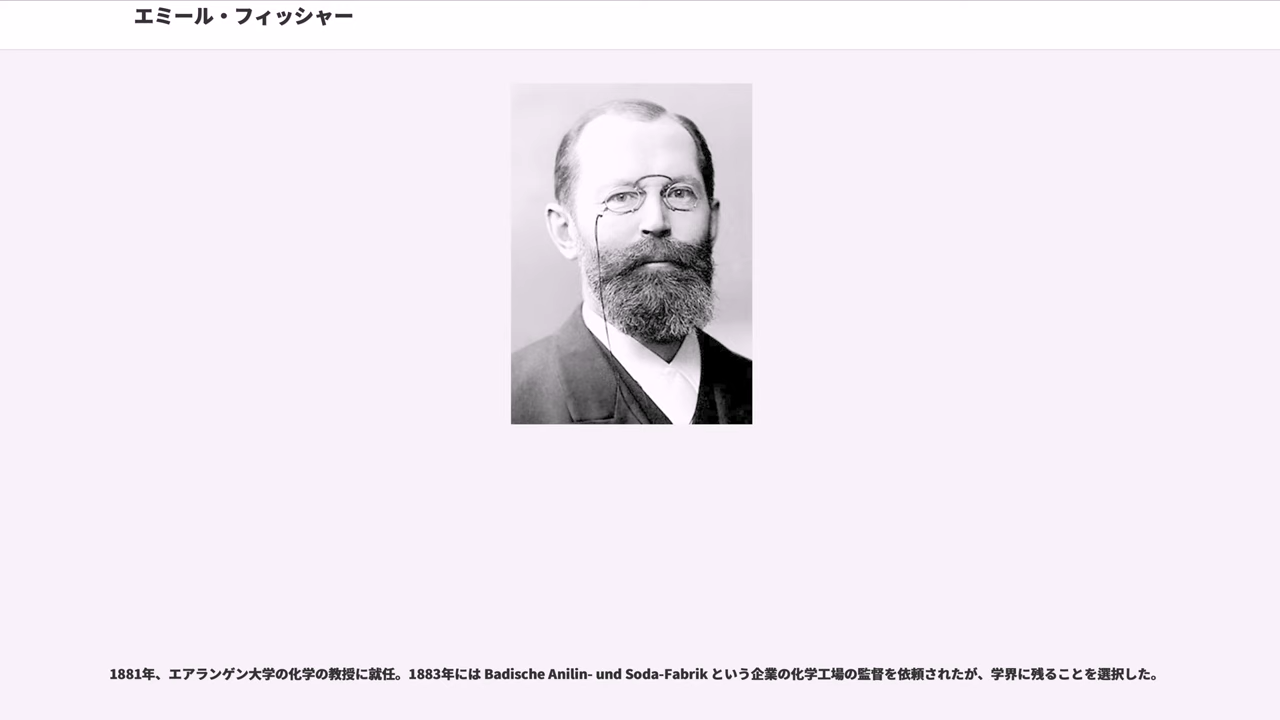 エミール・フィッシャー
1881年、エアランゲン大学の化学の教授に就任。1883年には Badische Anilin- und Soda-Fabrik という企業の化学工場の監督を依頼されたが、学界に残ることを選択した。